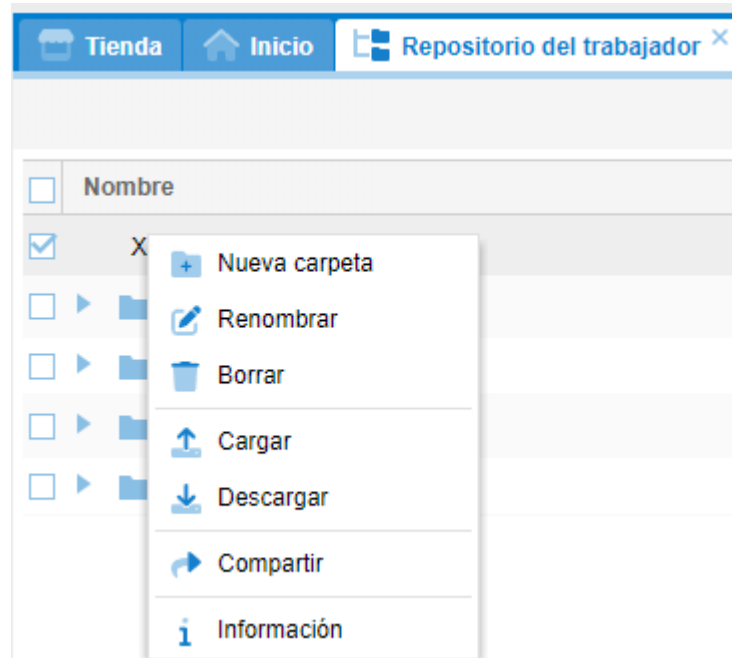 Tienda
Inicio
Repositorio del trabajador
Nombre
X
Nueva carpeta
Renombrar
Borrar
Cargar
Descargar
Compartir
Información